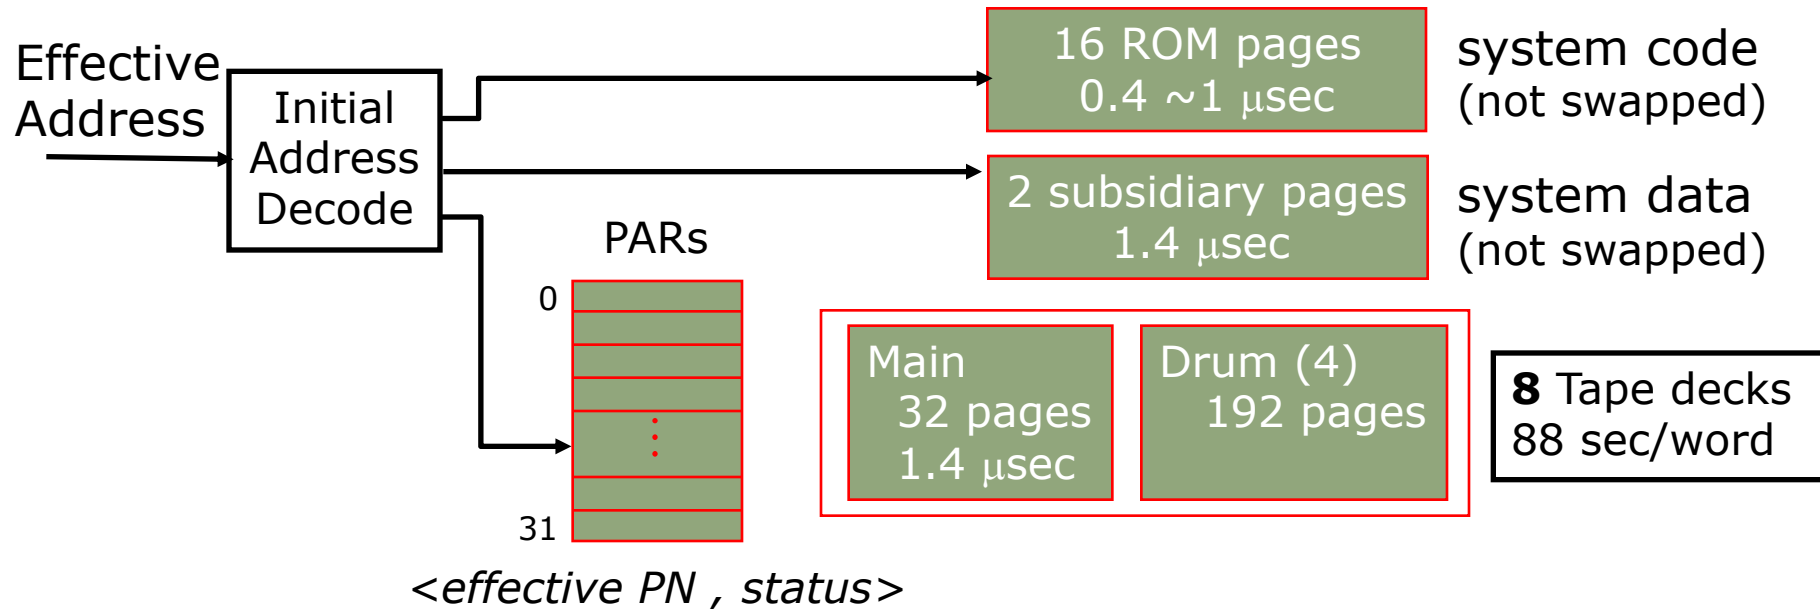 Effective
Address
Initial
Address
Decode
16 ROM pages
0.4 ~1 μsec
system code
(not swapped)
2 subsidiary pages
1.4 μsec
system data
(not swapped)
PARs
0
31
<effective PN , status>
Main
32 pages
1.4 μsec
Drum (4)
192 pages
8 Tape decks
88 sec/word